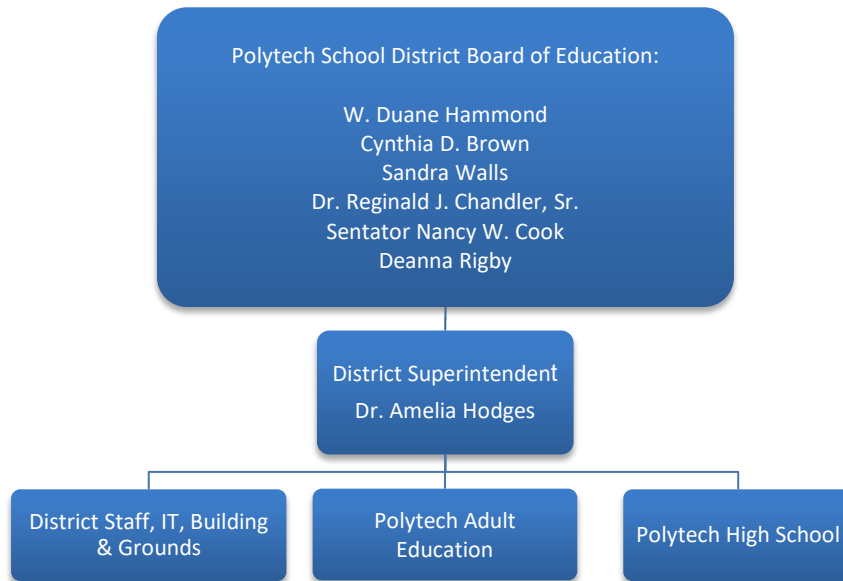 Polytech School District Board of Education:
W. Duane Hammond
Cynthia D. Brown
Sandra Walls
Dr. Reginald J. Chandler, Sr.
Sentator Nancy W. Cook
Deanna Rigby
District Superintendent
Dr. Amelia Hodges
District Staff, IT, Building
& Grounds
Polytech Adult
Education
Polytech High School